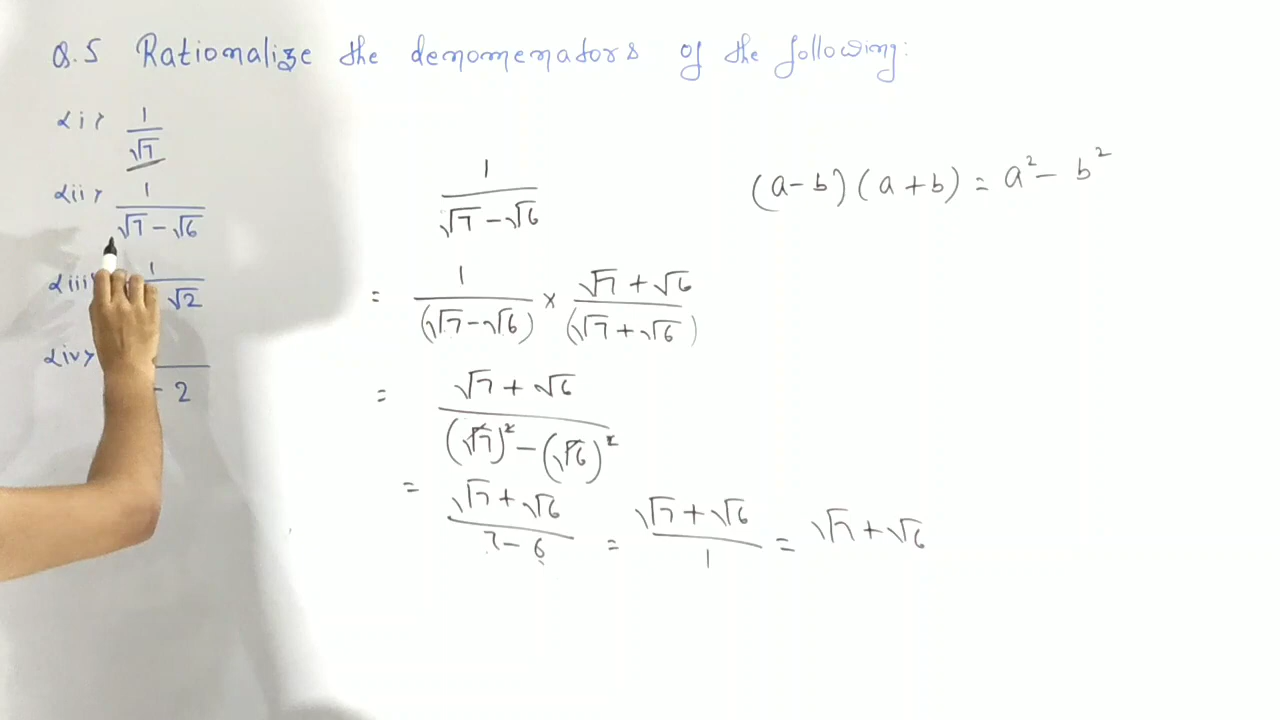 Q.5 Rationalize the denomenators of the following:
(i) 1/√7
(ii) 1/(√7 - √6)
(iii) 1/ √2
(iv) - 2
1/(√7 - √6)
(a - b)(a + b) = a² - b²
= 1/(√7 - √6) × (√7 + √6)/(√7 + √6)
= (√7 + √6)/((√7)² - (√6)²)
= (√7 + √6)/(7 - 6) = (√7 + √6)/1 = √7 + √6